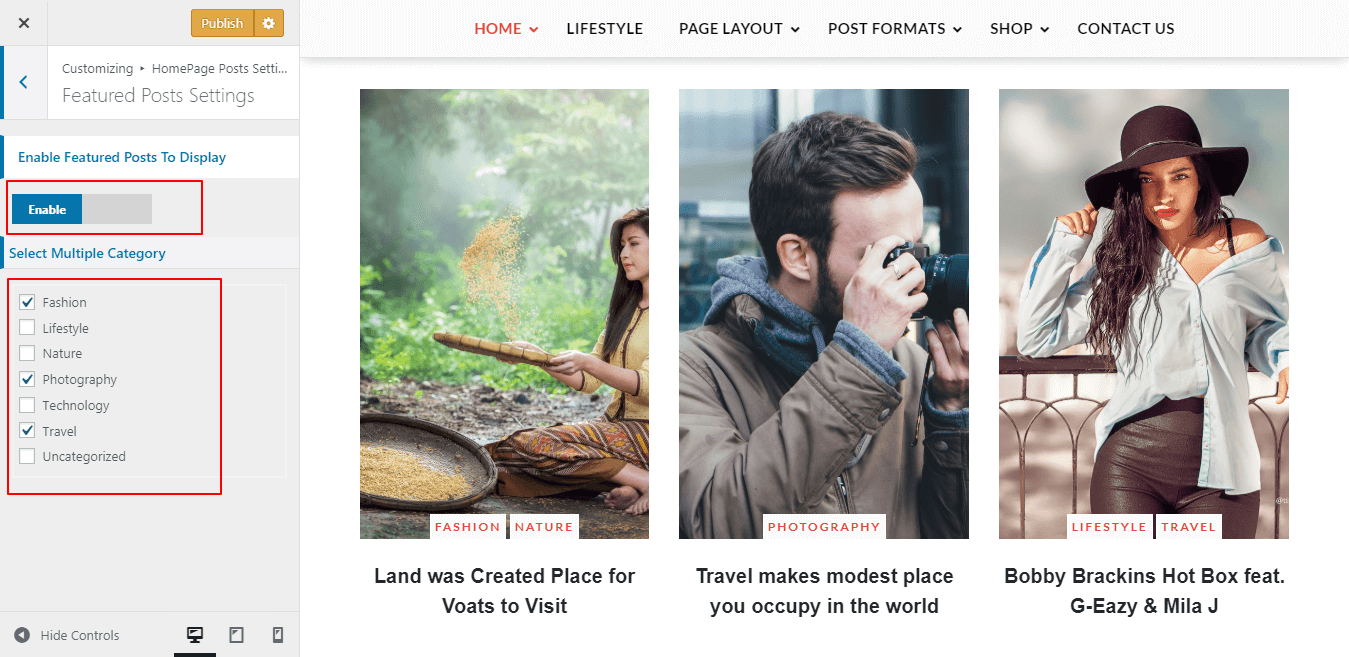 Publish
Customizing ▸ HomePage Posts Setti...
Featured Posts Settings
Enable Featured Posts To Display
Enable
Select Multiple Category
Fashion
Lifestyle
Nature
Photography
Technology
Travel
Uncategorized
Hide Controls
HOME LIFESTYLE PAGE LAYOUT POST FORMATS SHOP CONTACT US
FASHION NATURE
Land was Created Place for
Voats to Visit
PHOTOGRAPHY
Travel makes modest place
you occupy in the world
LIFESTYLE TRAVEL
Bobby Brackins Hot Box feat.
G-Eazy & Mila J